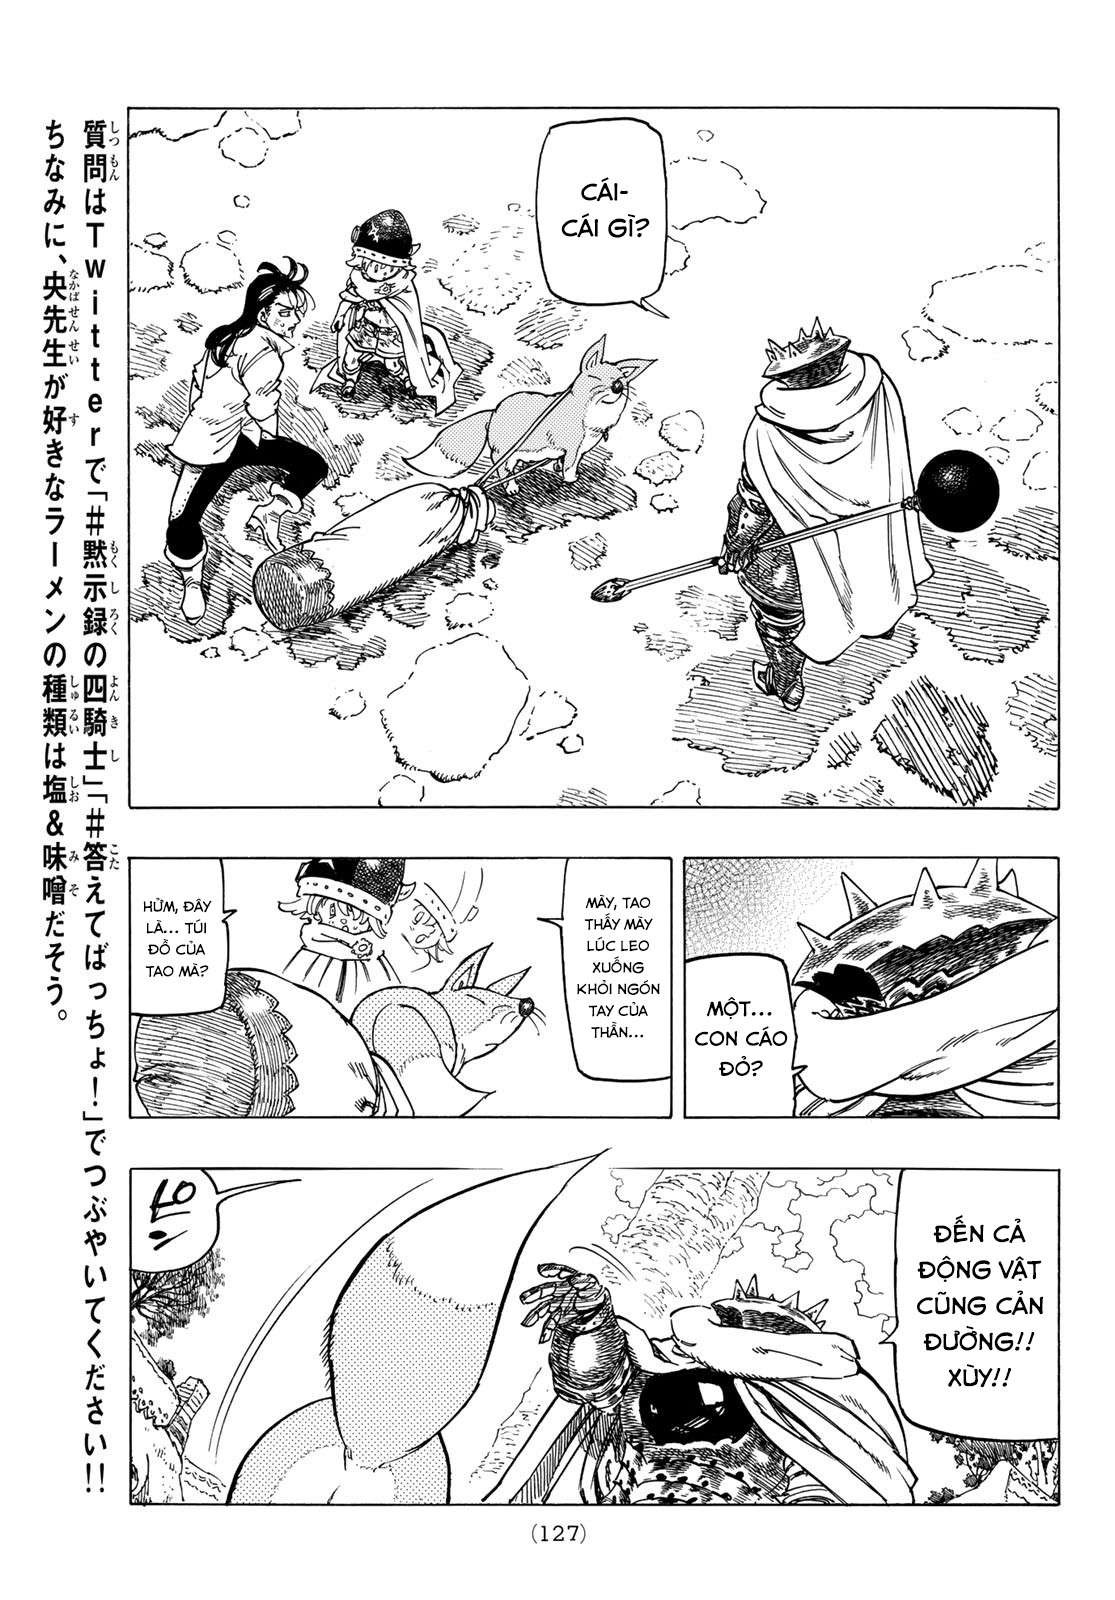 CÁI-
CÁI GÌ?
MỘT...
CON CÁO
ĐỎ?
MÀY, TAO
THẤY MÀY
LÚC LEO
XUỐNG
KHỎI NGÓN
TAY CỦA
THẦN...
HỪM, ĐÂY
LÀ... TÚI
ĐỒ CỦA
TAO MÀ?
ĐẾN CẢ
ĐỘNG VẬT
CŨNG CẢN
ĐƯỜNG!!
XÙY!!
質問はTwitterで「#黙示録の四騎士」「#答えてばっちょ!」でつぶやいてください!!
ちなみに、央先生が好きなラーメンの種類は塩&味噌だそう。
(127)